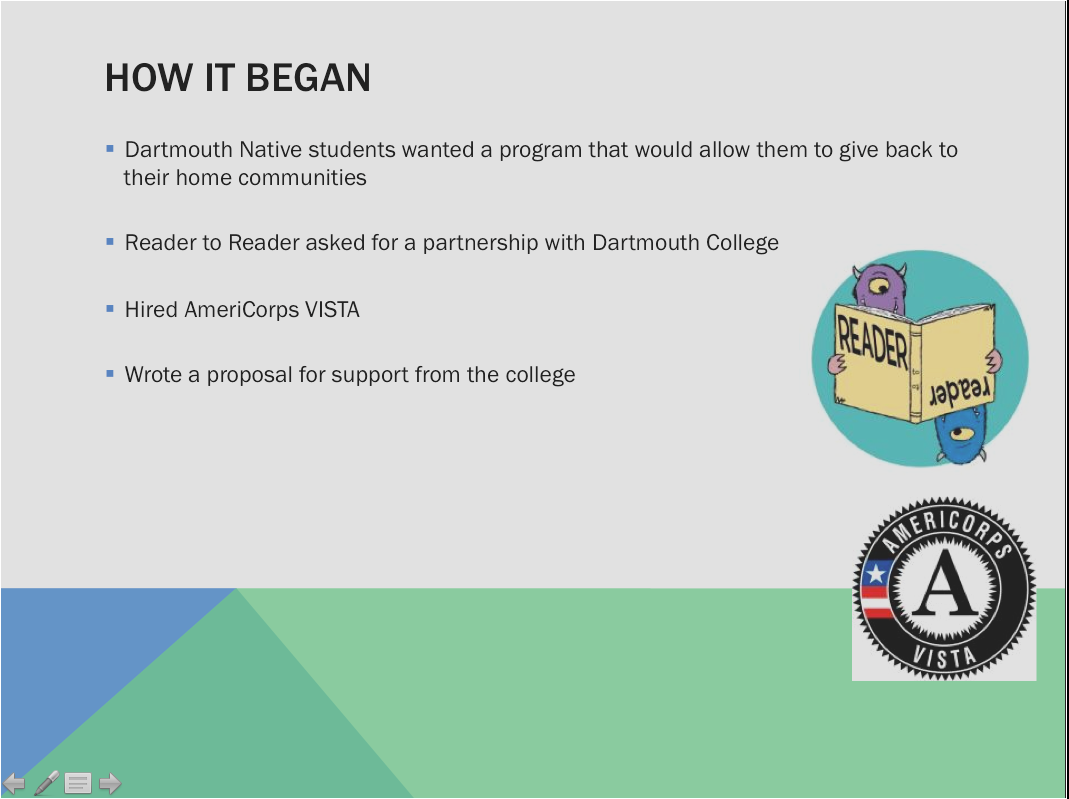 HOW IT BEGAN
▪ Dartmouth Native students wanted a program that would allow them to give back to
their home communities
▪ Reader to Reader asked for a partnership with Dartmouth College
▪ Hired AmeriCorps VISTA
▪ Wrote a proposal for support from the college
READER
reader
AMERICORPS
A
VISTA